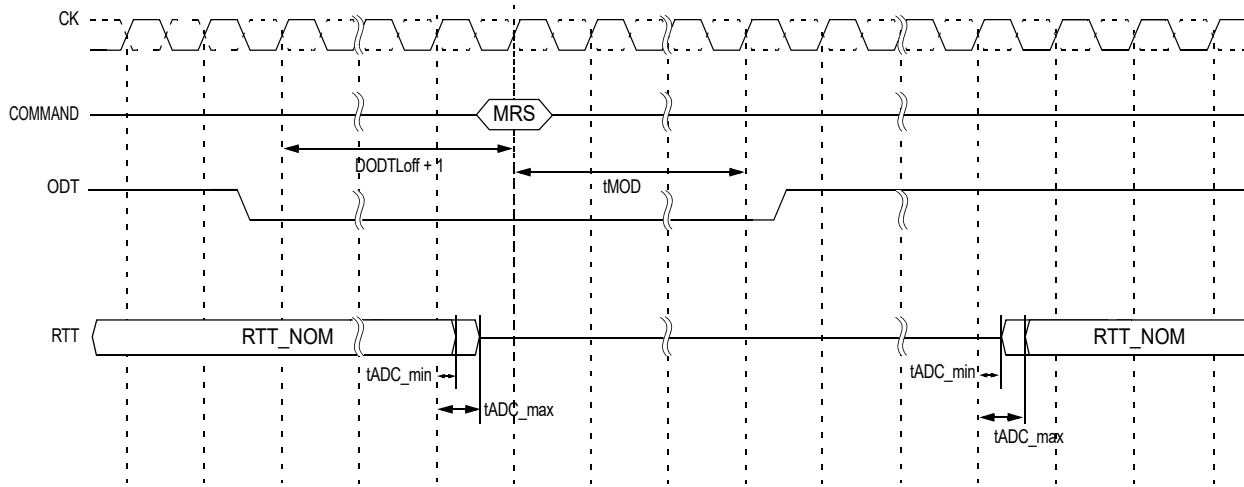 CK
COMMAND
MRS
DODTLoff + 1
tMOD
ODT
RTT
RTT_NOM
RTT_NOM
tADC_min
tADC_min
tADC_max
tADC_max